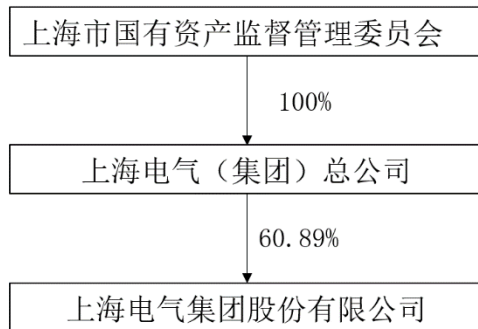 上海市国有资产监督管理委员会
100%
上海电气（集团）总公司
60.89%
上海电气集团股份有限公司